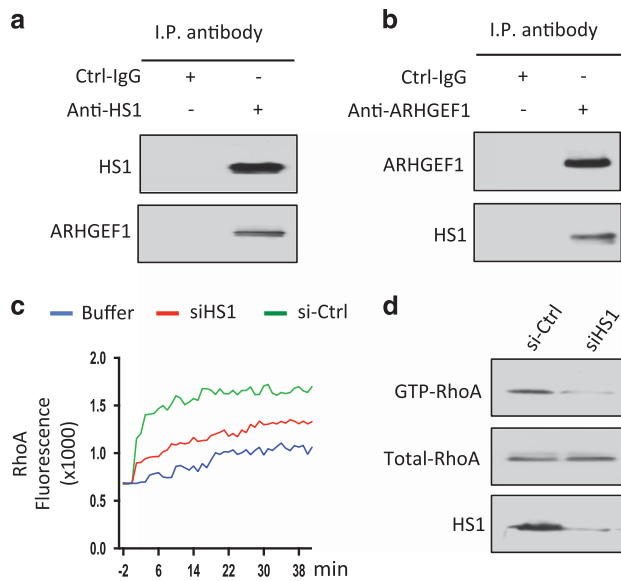 a
I.P. antibody
Ctrl-IgG + -
Anti-HS1 - +
HS1
ARHGEF1
b
I.P. antibody
Ctrl-IgG + -
Anti-ARHGEF1 - +
ARHGEF1
HS1
c
Buffer siHS1 si-Ctrl
RhoA
Fluorescence
(x1000)
2.0
1.5
1.0
0.5
0.0
-2 6 14 22 30 38 min
d
si-Ctrl siHS1
GTP-RhoA
Total-RhoA
HS1